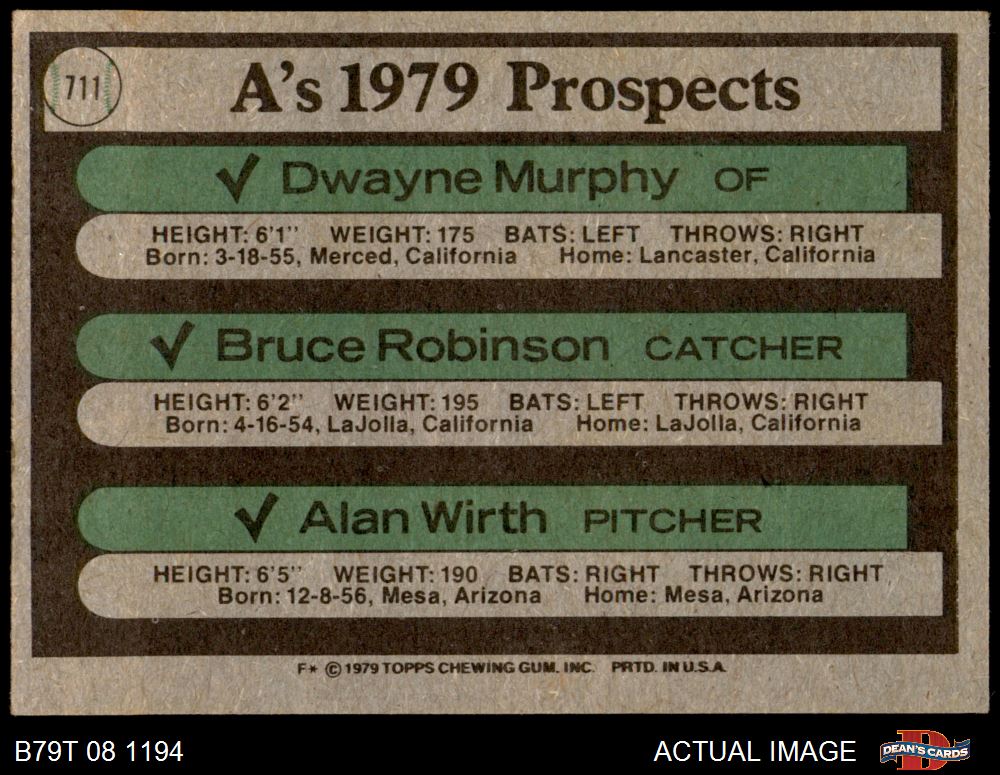 711
A's 1979 Prospects
✓ Dwayne Murphy OF
HEIGHT: 6'1" WEIGHT: 175 BATS: LEFT THROWS: RIGHT
Born: 3-18-55, Merced, California Home: Lancaster, California
✓ Bruce Robinson CATCHER
HEIGHT: 6'2" WEIGHT: 195 BATS: LEFT THROWS: RIGHT
Born: 4-16-54, LaJolla, California Home: LaJolla, California
✓ Alan Wirth PITCHER
HEIGHT: 6'5" WEIGHT: 190 BATS: RIGHT THROWS: RIGHT
Born: 12-8-56, Mesa, Arizona Home: Mesa, Arizona
F* © 1979 TOPPS CHEWING GUM. INC. PRTD. IN U.S.A.
B79T 08 1194 ACTUAL IMAGE D DEAN'S CARDS